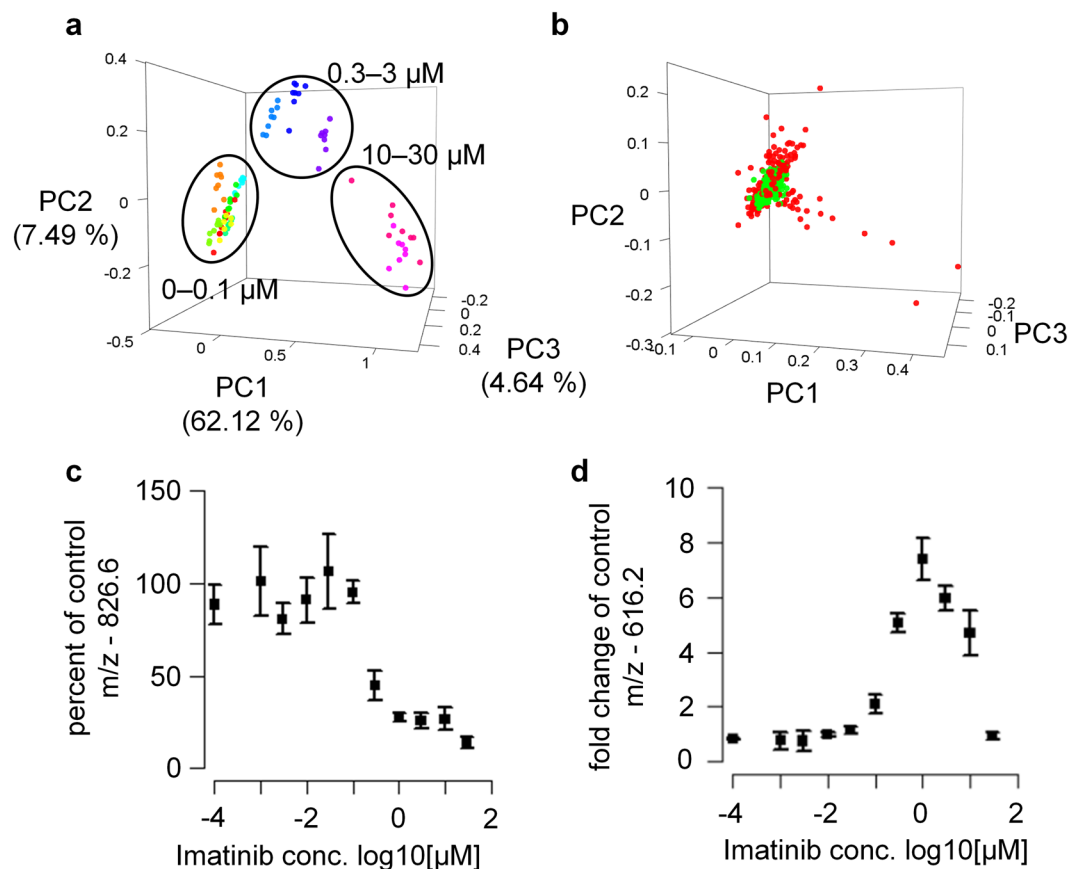 a
0.4
0.2
0
-0.2
-0.5
0
0.5
1
-0.2
0
0.2
0.4
0.3–3 µM
10–30 µM
0–0.1 µM
PC2
(7.49 %)
PC1
(62.12 %)
PC3
(4.64 %)
b
0.2
0.1
0
-0.1
-0.2
-0.3
-0.1
0
0.1
0.2
0.3
0.4
-0.2
-0.1
0
0.1
PC2
PC1
PC3
c
150
100
50
0
-4
-2
0
2
percent of control
m/z - 826.6
Imatinib conc. log10[µM]
d
10
8
6
4
2
0
-4
-2
0
2
fold change of control
m/z - 616.2
Imatinib conc. log10[µM]